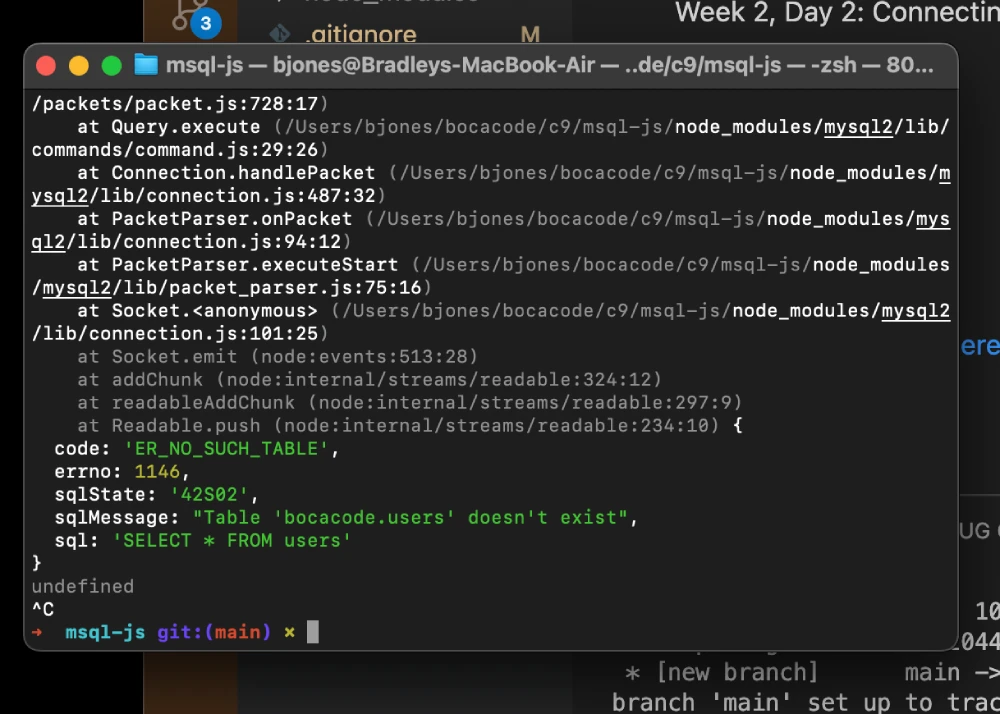 3
.gitignore M
Week 2, Day 2:
msql-js — bjones@Bradleys-MacBook-Air — ..de/c9/msql-js — -zsh — 80...
/packets/packet.js:728:17)
at Query.execute (/Users/bjones/bocacode/c9/msql-js/node_modules/mysql2/lib/
commands/command.js:29:26)
at Connection.handlePacket (/Users/bjones/bocacode/c9/msql-js/node_modules/m
ysql2/lib/connection.js:487:32)
at PacketParser.onPacket (/Users/bjones/bocacode/c9/msql-js/node_modules/mys
ql2/lib/connection.js:94:12)
at PacketParser.executeStart (/Users/bjones/bocacode/c9/msql-js/node_modules
/mysql2/lib/packet_parser.js:75:16)
at Socket.<anonymous> (/Users/bjones/bocacode/c9/msql-js/node_modules/mysql2
/lib/connection.js:101:25)
at Socket.emit (node:events:513:28)
at addChunk (node:internal/streams/readable:324:12)
at readableAddChunk (node:internal/streams/readable:297:9)
at Readable.push (node:internal/streams/readable:234:10) {
code: 'ER_NO_SUCH_TABLE',
errno: 1146,
sqlState: '42S02',
sqlMessage: "Table 'bocacode.users' doesn't exist",
sql: 'SELECT * FROM users'
}
undefined
^C
→ msql-js git:(main) ×
* [new branch] main ->
branch 'main' set up to